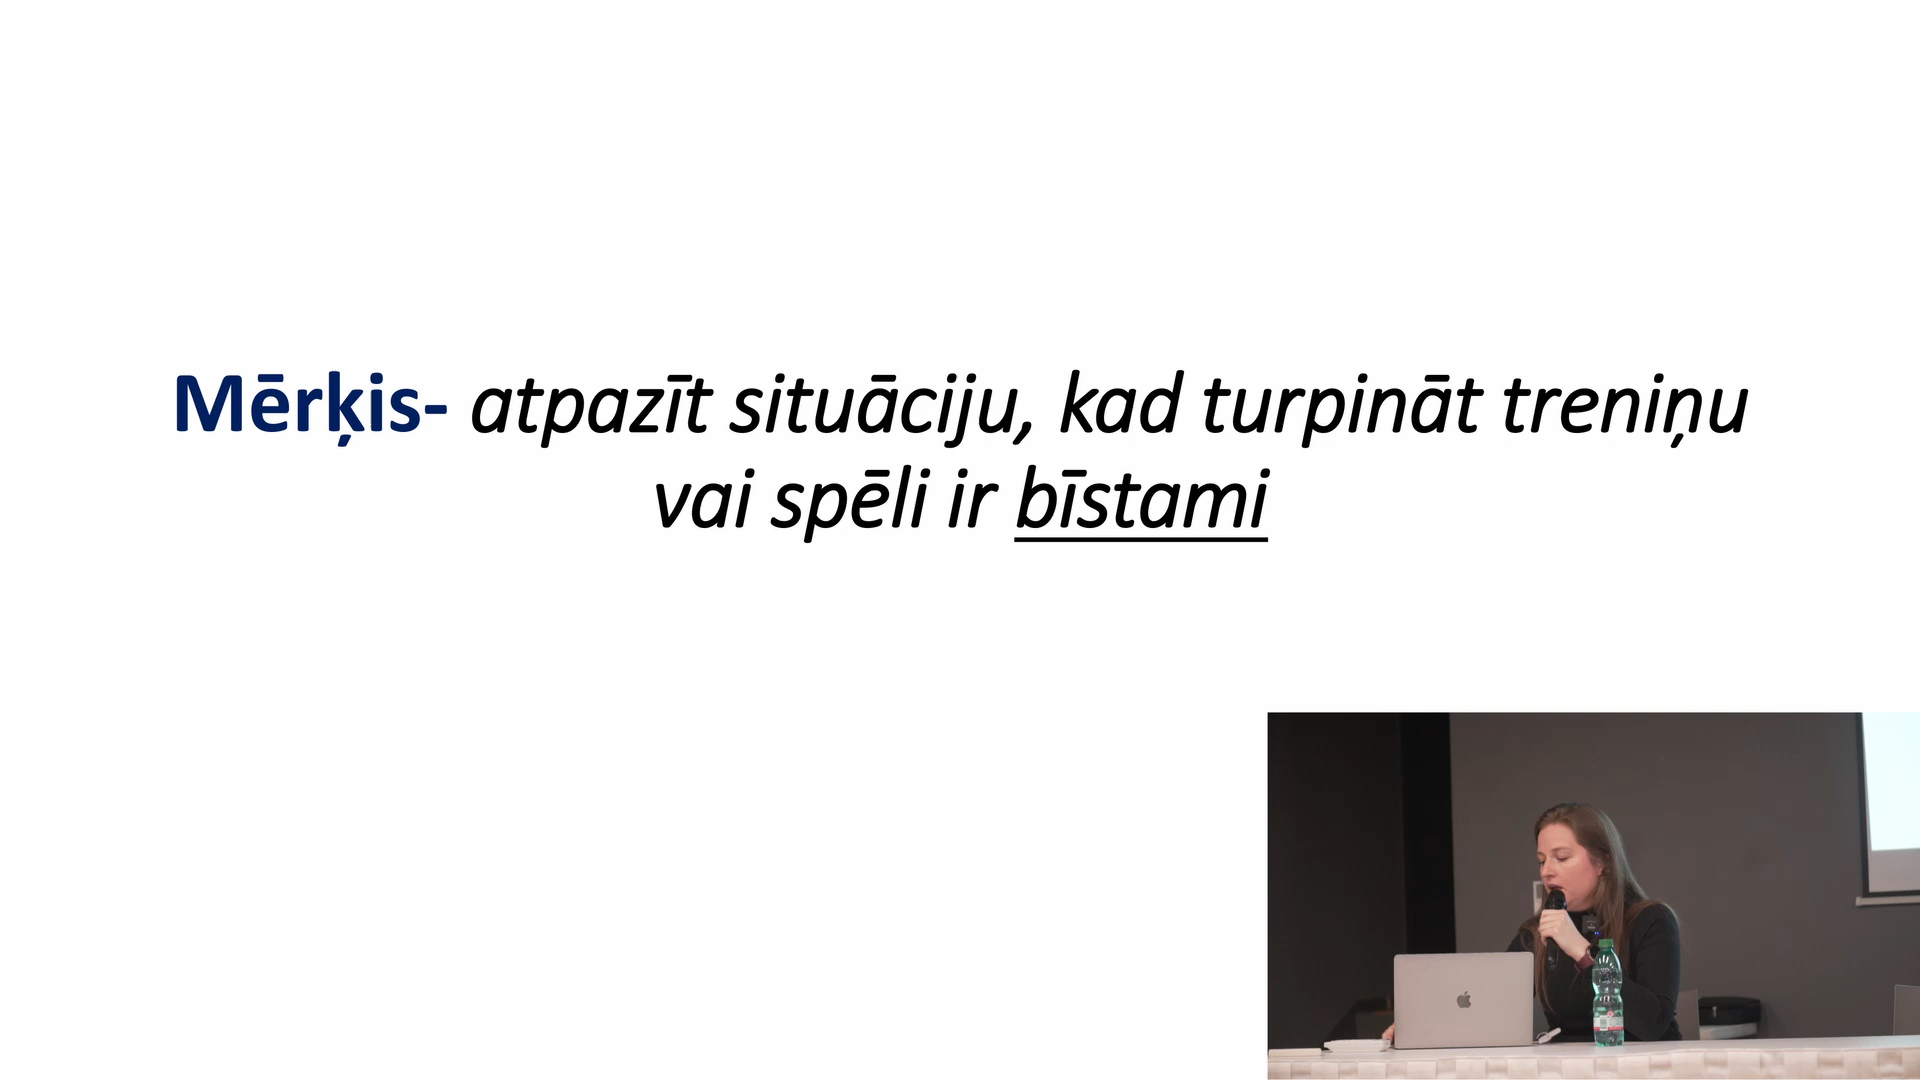 Mērķis- atpazīt situāciju, kad turpināt treniņu
vai spēli ir bīstami